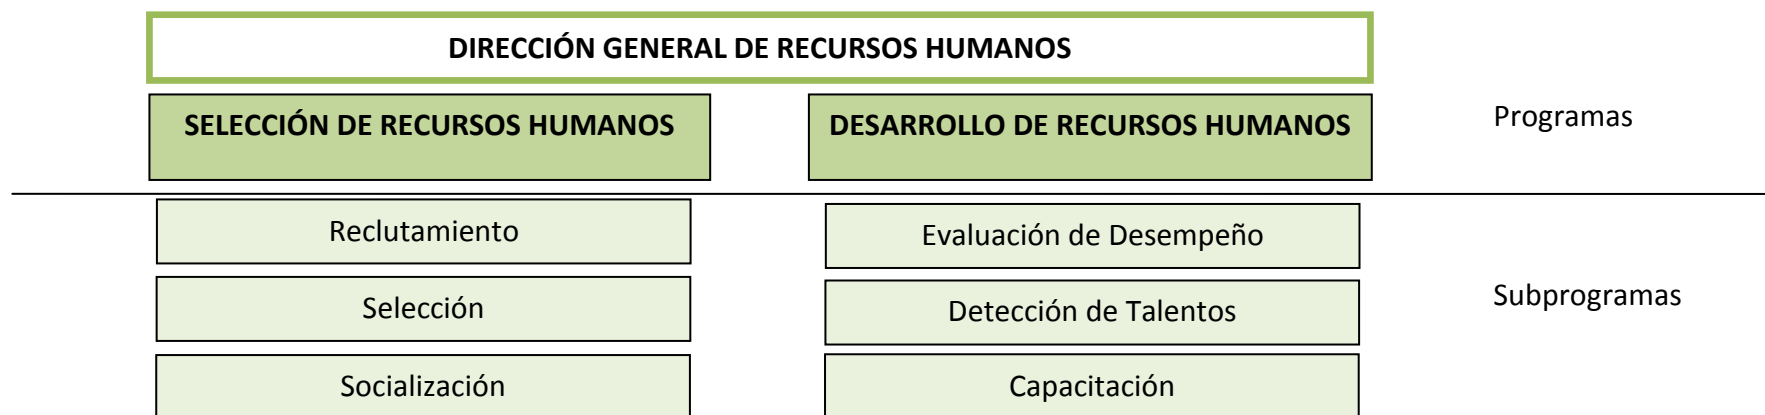 DIRECCIÓN GENERAL DE RECURSOS HUMANOS
SELECCIÓN DE RECURSOS HUMANOS
DESARROLLO DE RECURSOS HUMANOS
Programas
Reclutamiento
Evaluación de Desempeño
Selección
Detección de Talentos
Subprogramas
Socialización
Capacitación